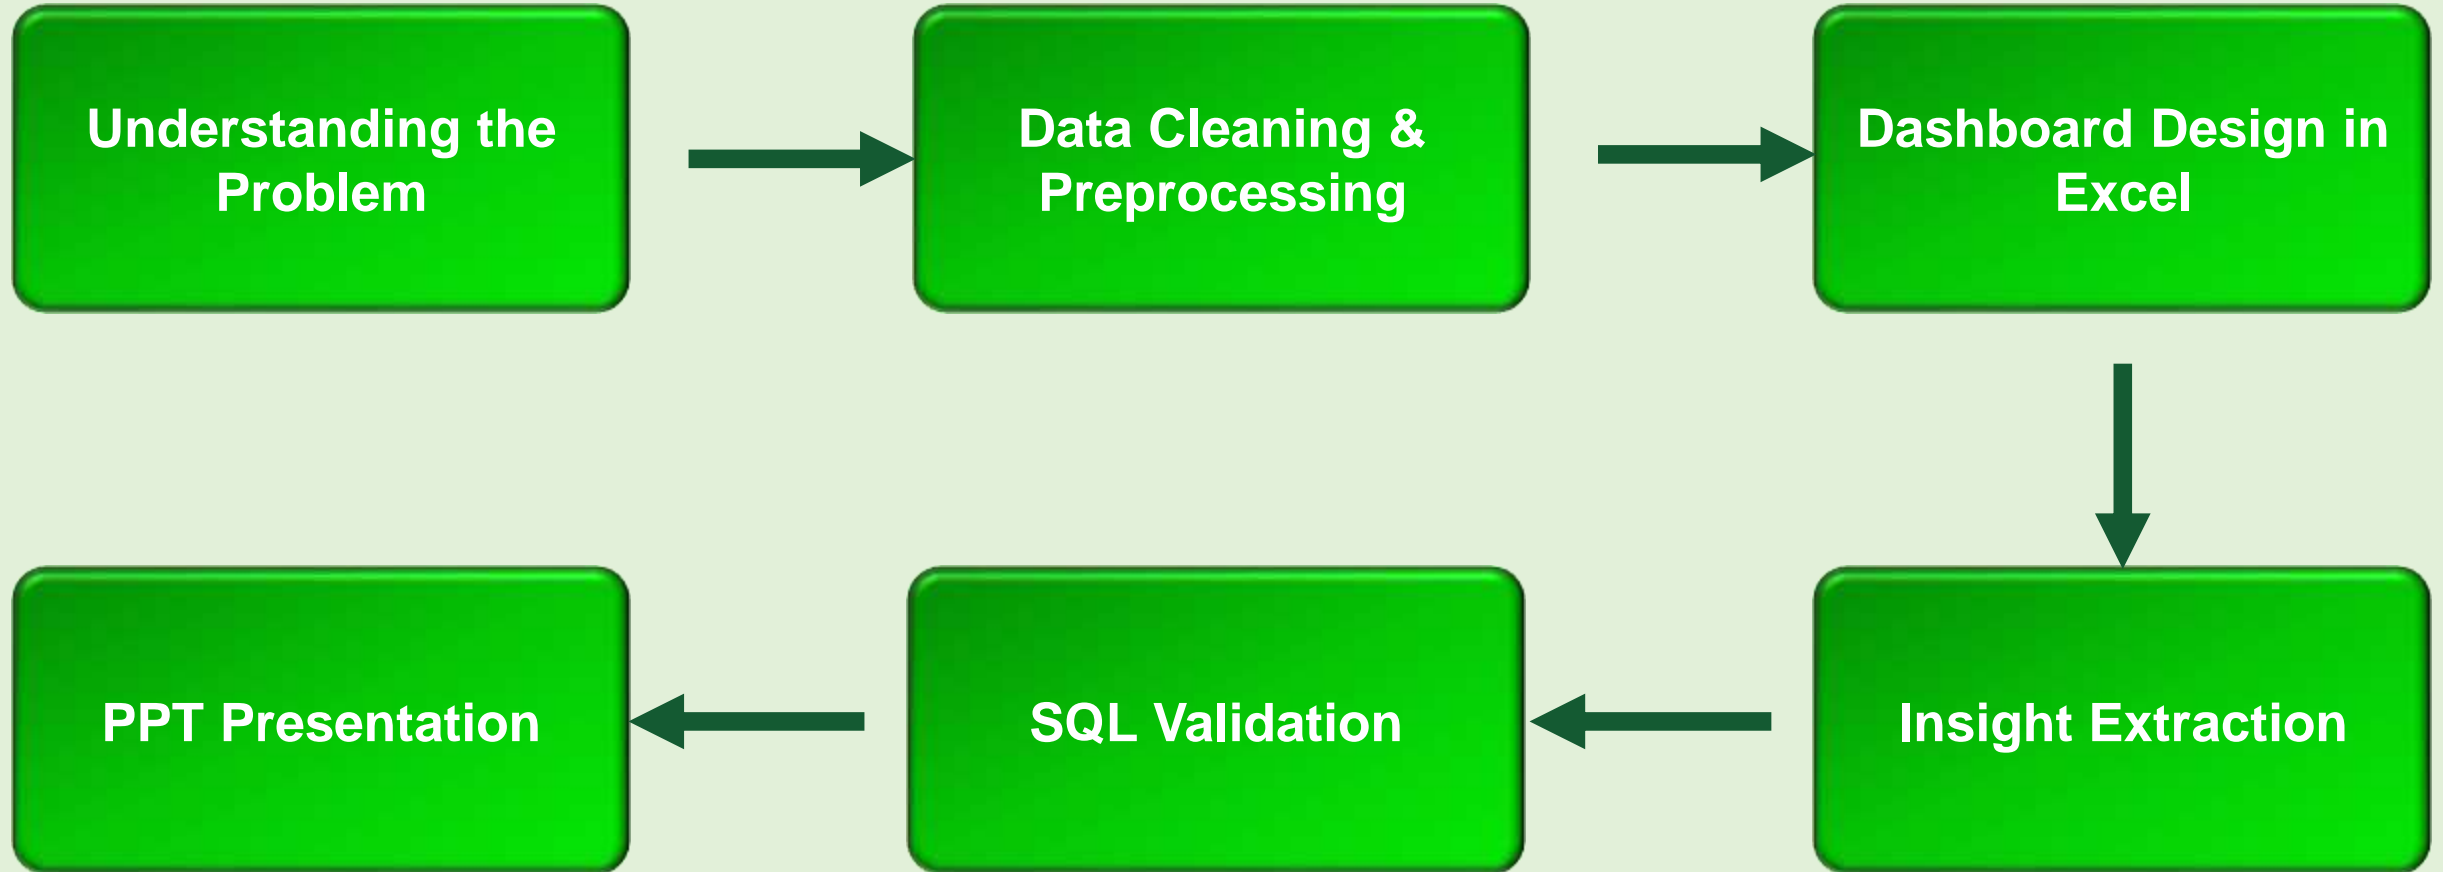 Understanding the
Problem
Data Cleaning &
Preprocessing
Dashboard Design in
Excel
Insight Extraction
SQL Validation
PPT Presentation